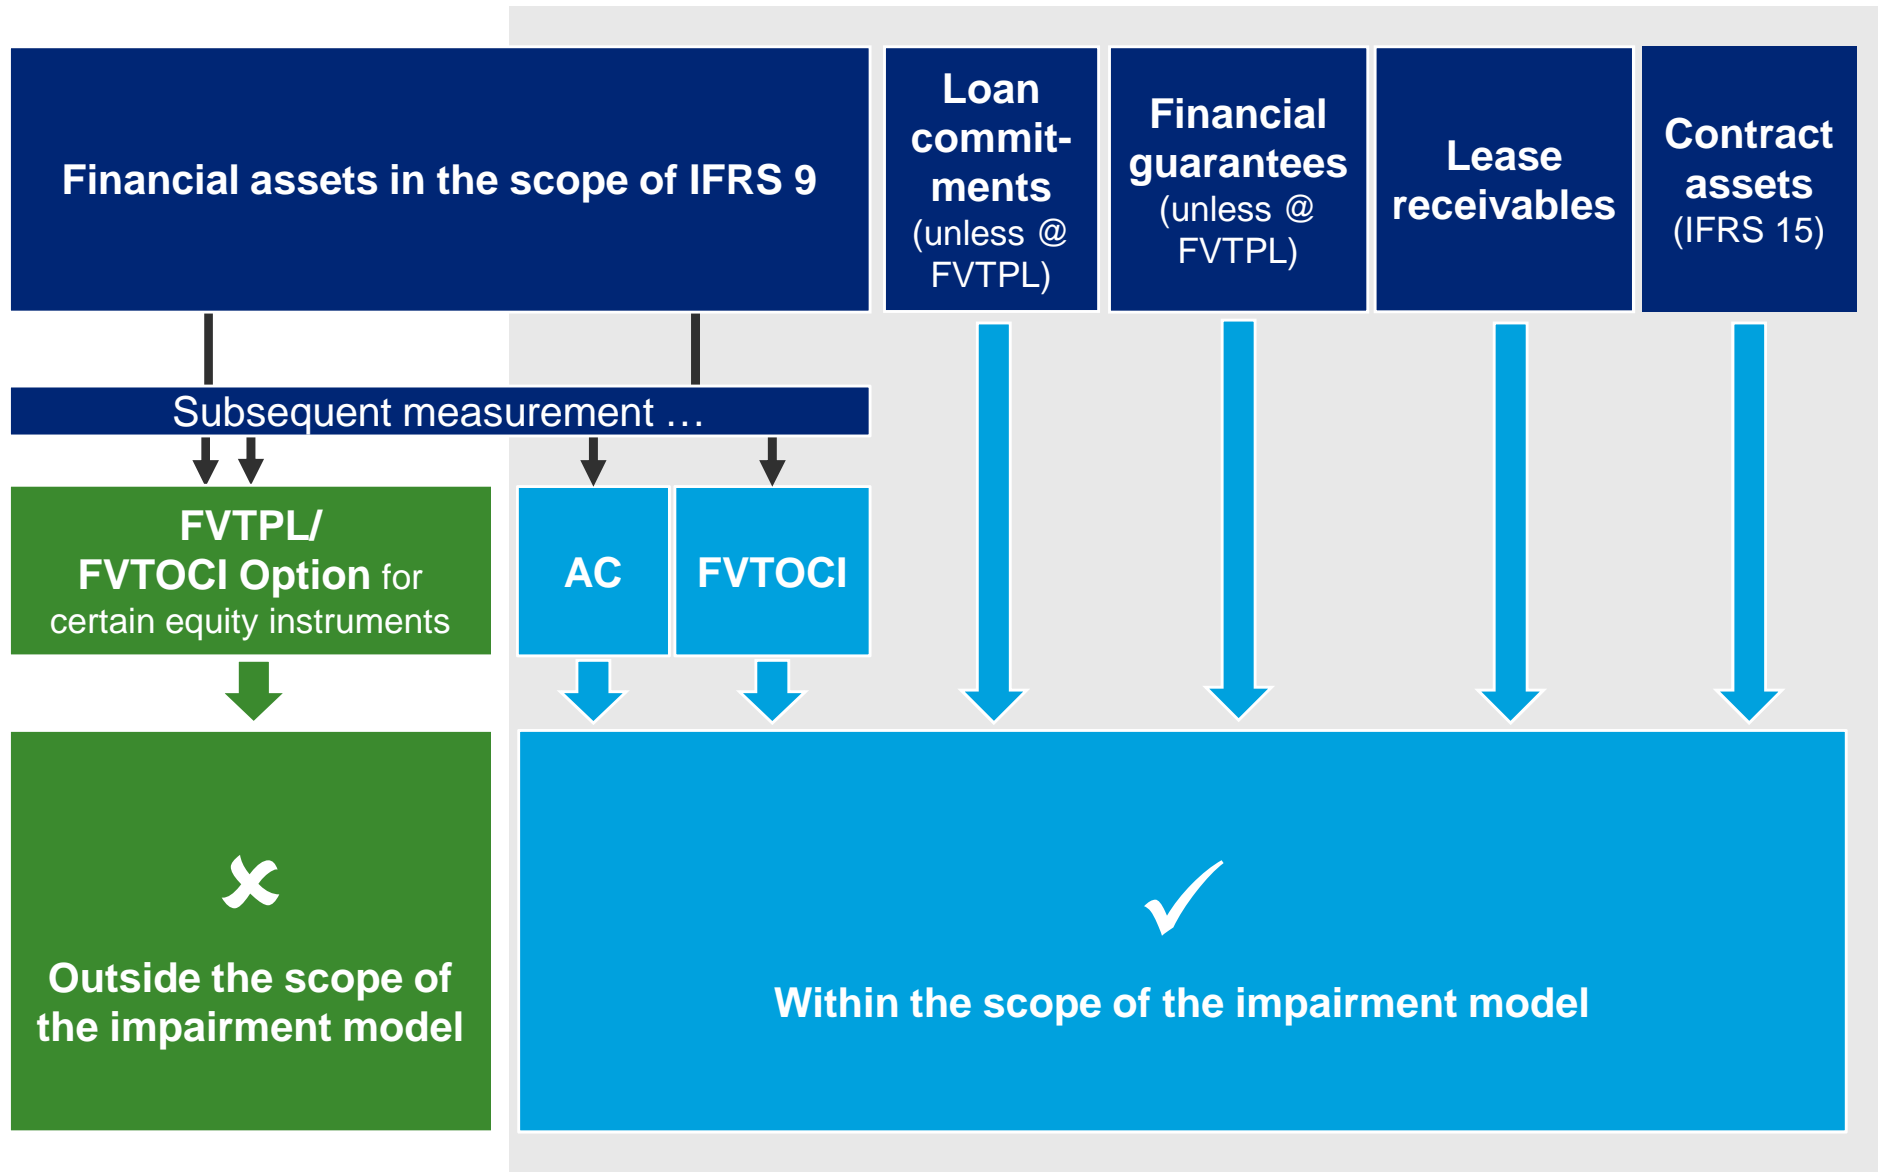 Financial assets in the scope of IFRS 9
Loan
commit-
ments
(unless @
FVTPL)
Financial
guarantees
(unless @
FVTPL)
Lease
receivables
Contract
assets
(IFRS 15)
Subsequent measurement …
FVTPL/
FVTOCI Option for
certain equity instruments
AC
FVTOCI
Outside the scope of
the impairment model
Within the scope of the impairment model